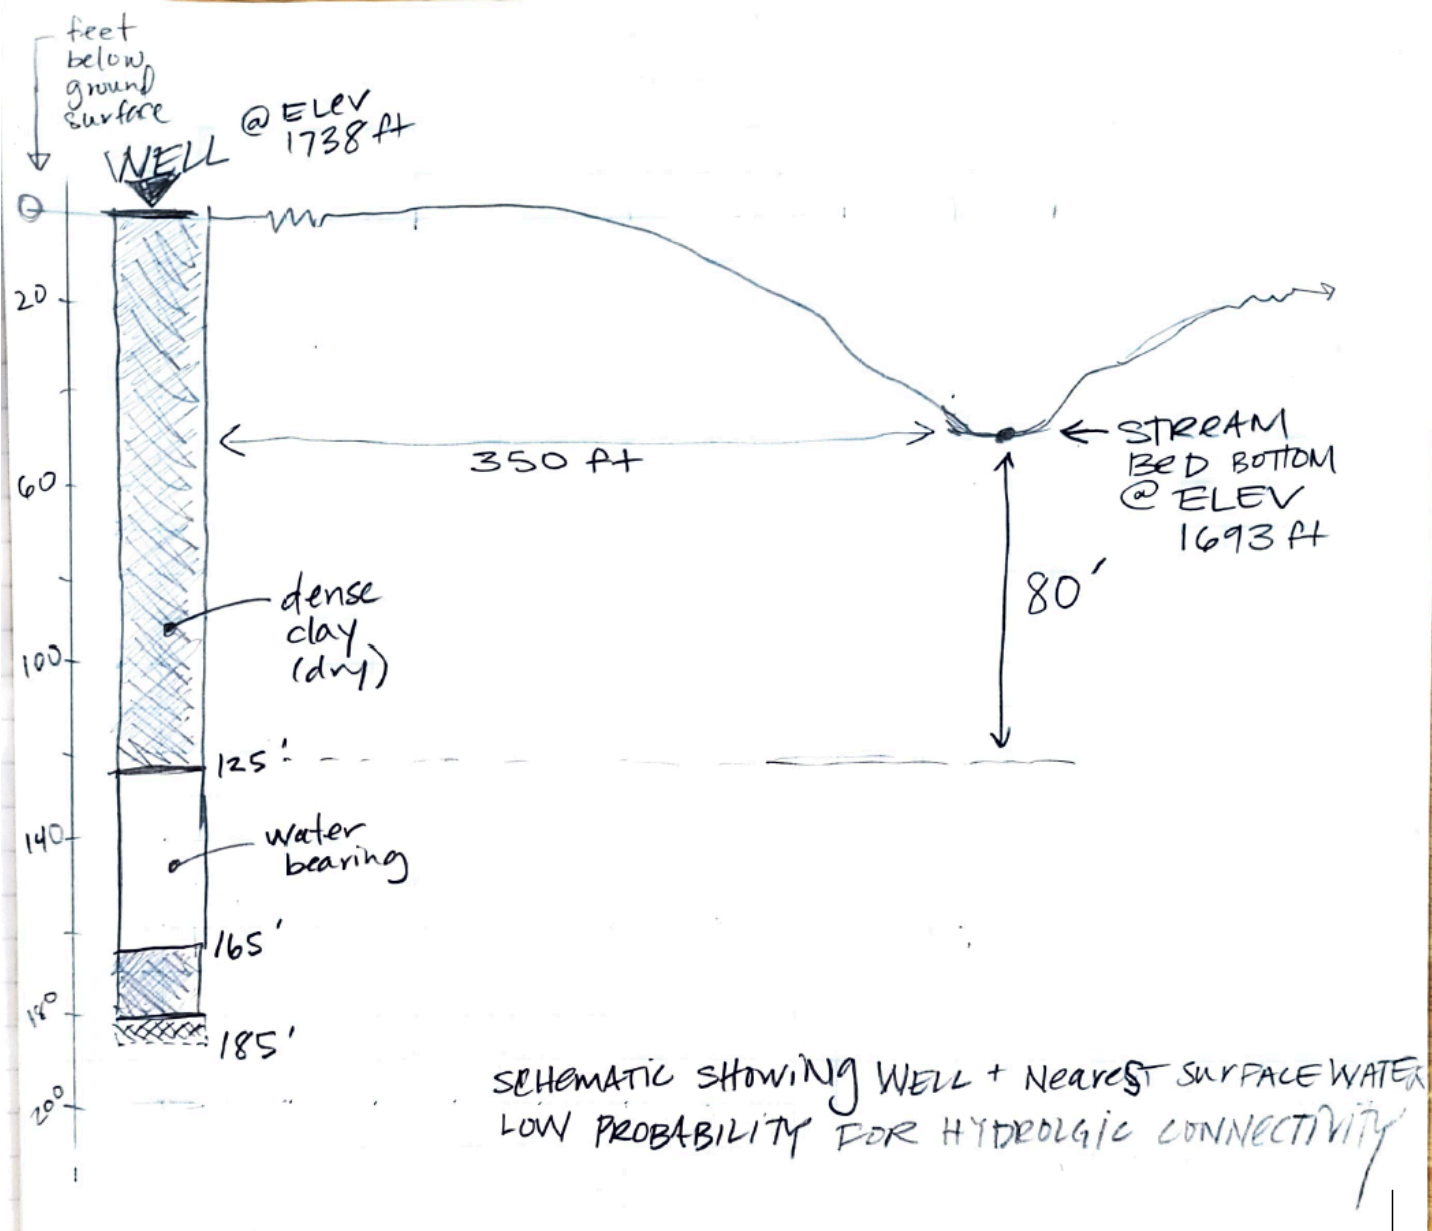 feet
below
ground
surface
WELL
@ ELEV
1738 ft
0
20
60
100
140
180
200
350 ft
STREAM
BED BOTTOM
@ ELEV
1693 ft
80'
dense
clay
(dry)
125'
water
bearing
165'
185'
SCHEMATIC SHOWING WELL + NEAREST SURFACE WATER
LOW PROBABILITY FOR HYDROLGIC CONNECTIVITY